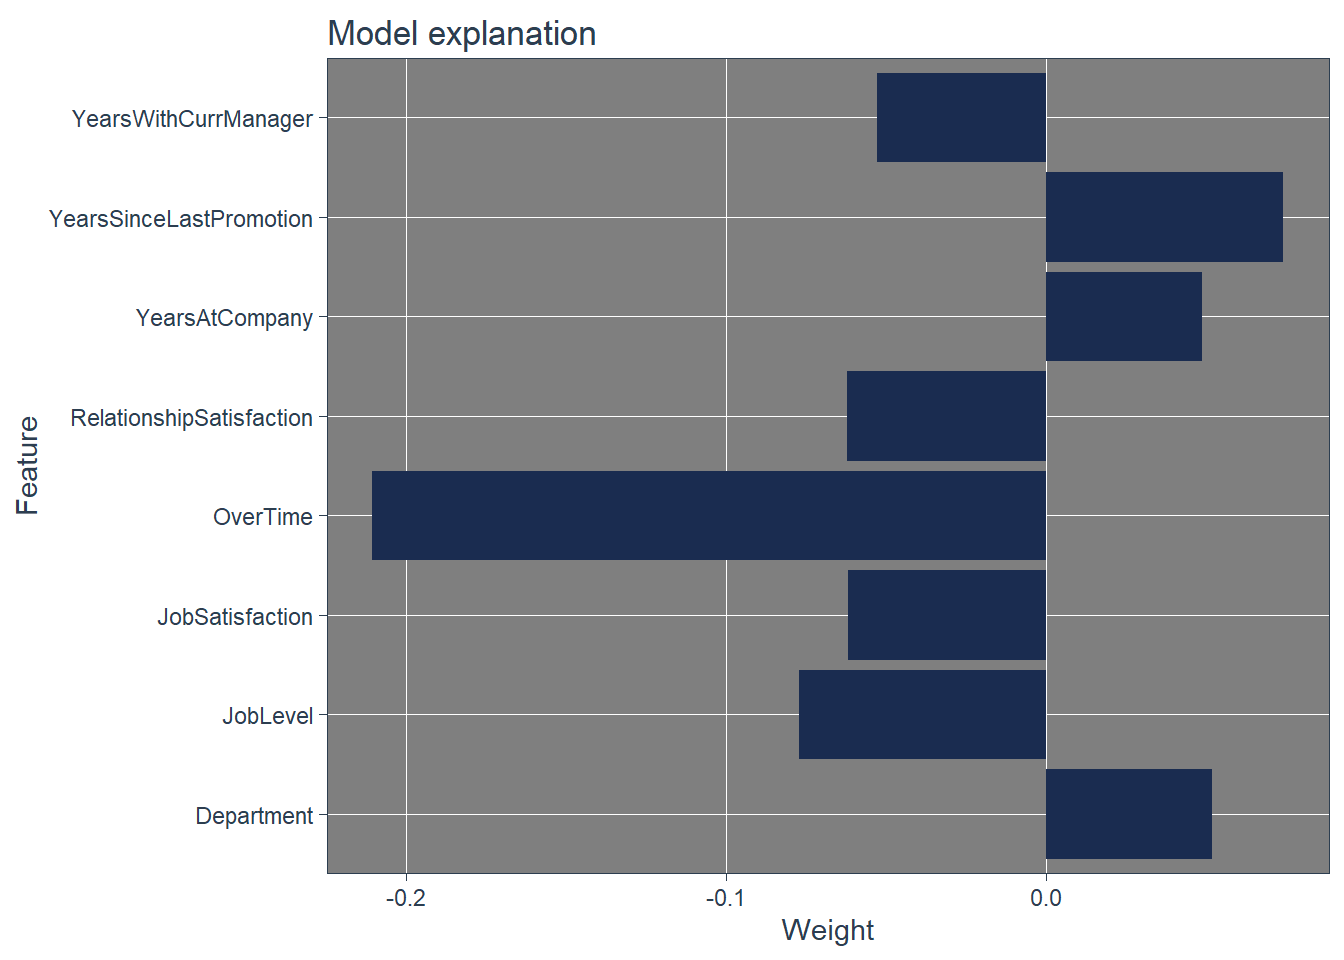 Model explanation
YearsWithCurrManager
YearsSinceLastPromotion
YearsAtCompany
RelationshipSatisfaction
OverTime
JobSatisfaction
JobLevel
Department
Feature
-0.2 -0.1 0.0
Weight